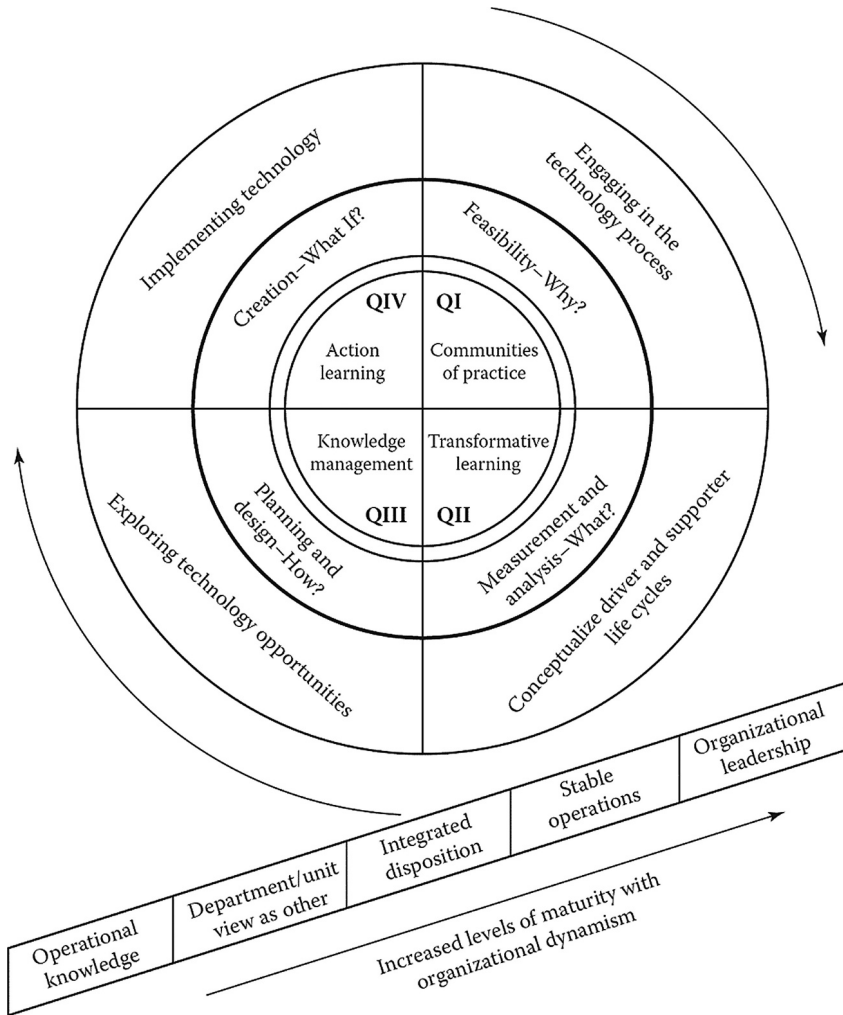 Implementing technology
Engaging in the
technology process
Creation–What If?
Feasibility–Why?
QIV
QI
Action
learning
Communities
of practice
Knowledge
management
Transformative
learning
QIII
QII
Planning and
design–How?
Measurement and
analysis–What?
Exploring technology opportunities
Conceptualize driver and supporter
life cycles
Operational
knowledge
Department/unit
view as other
Integrated
disposition
Stable
operations
Organizational
leadership
Increased levels of maturity with
organizational dynamism